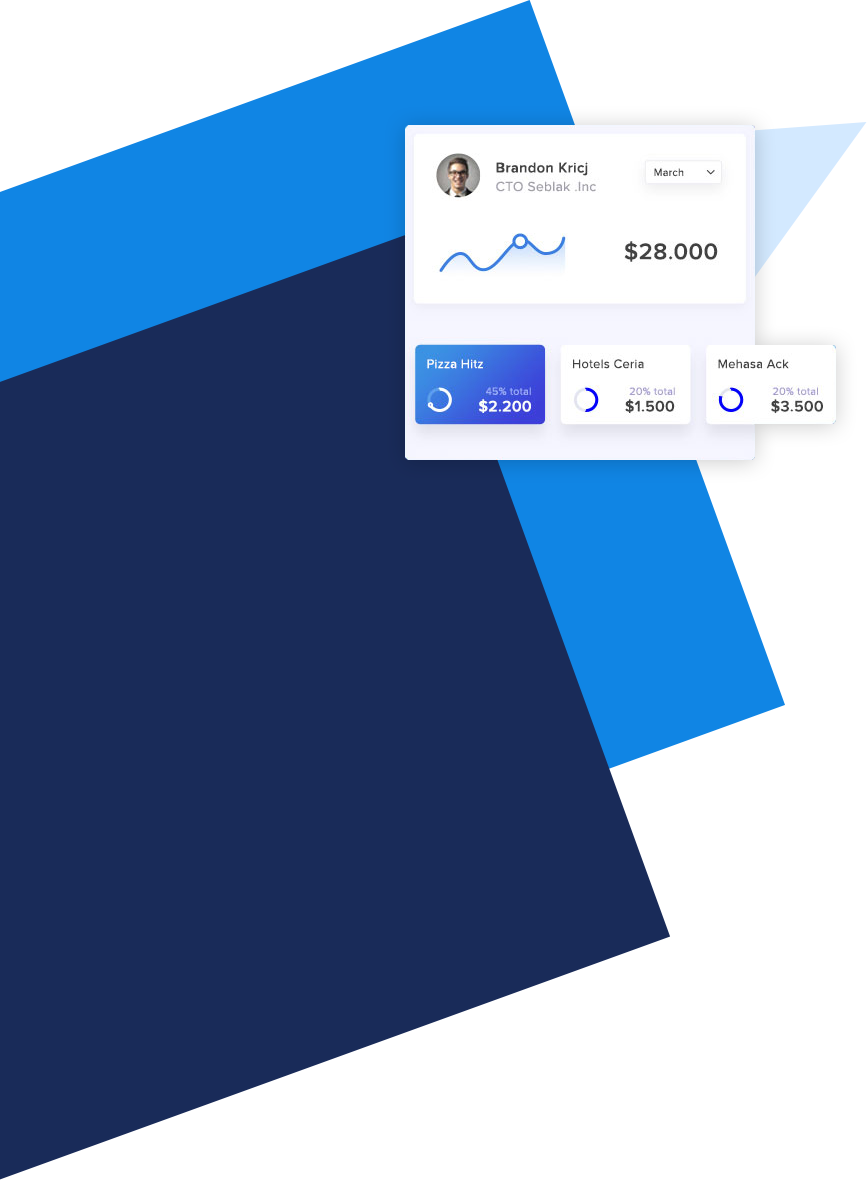 Brandon Kricj
CTO Seblak .Inc
March
$28.000
Pizza Hitz
45% total
$2.200
Hotels Ceria
20% total
$1.500
Mehasa Ack
20% total
$3.500